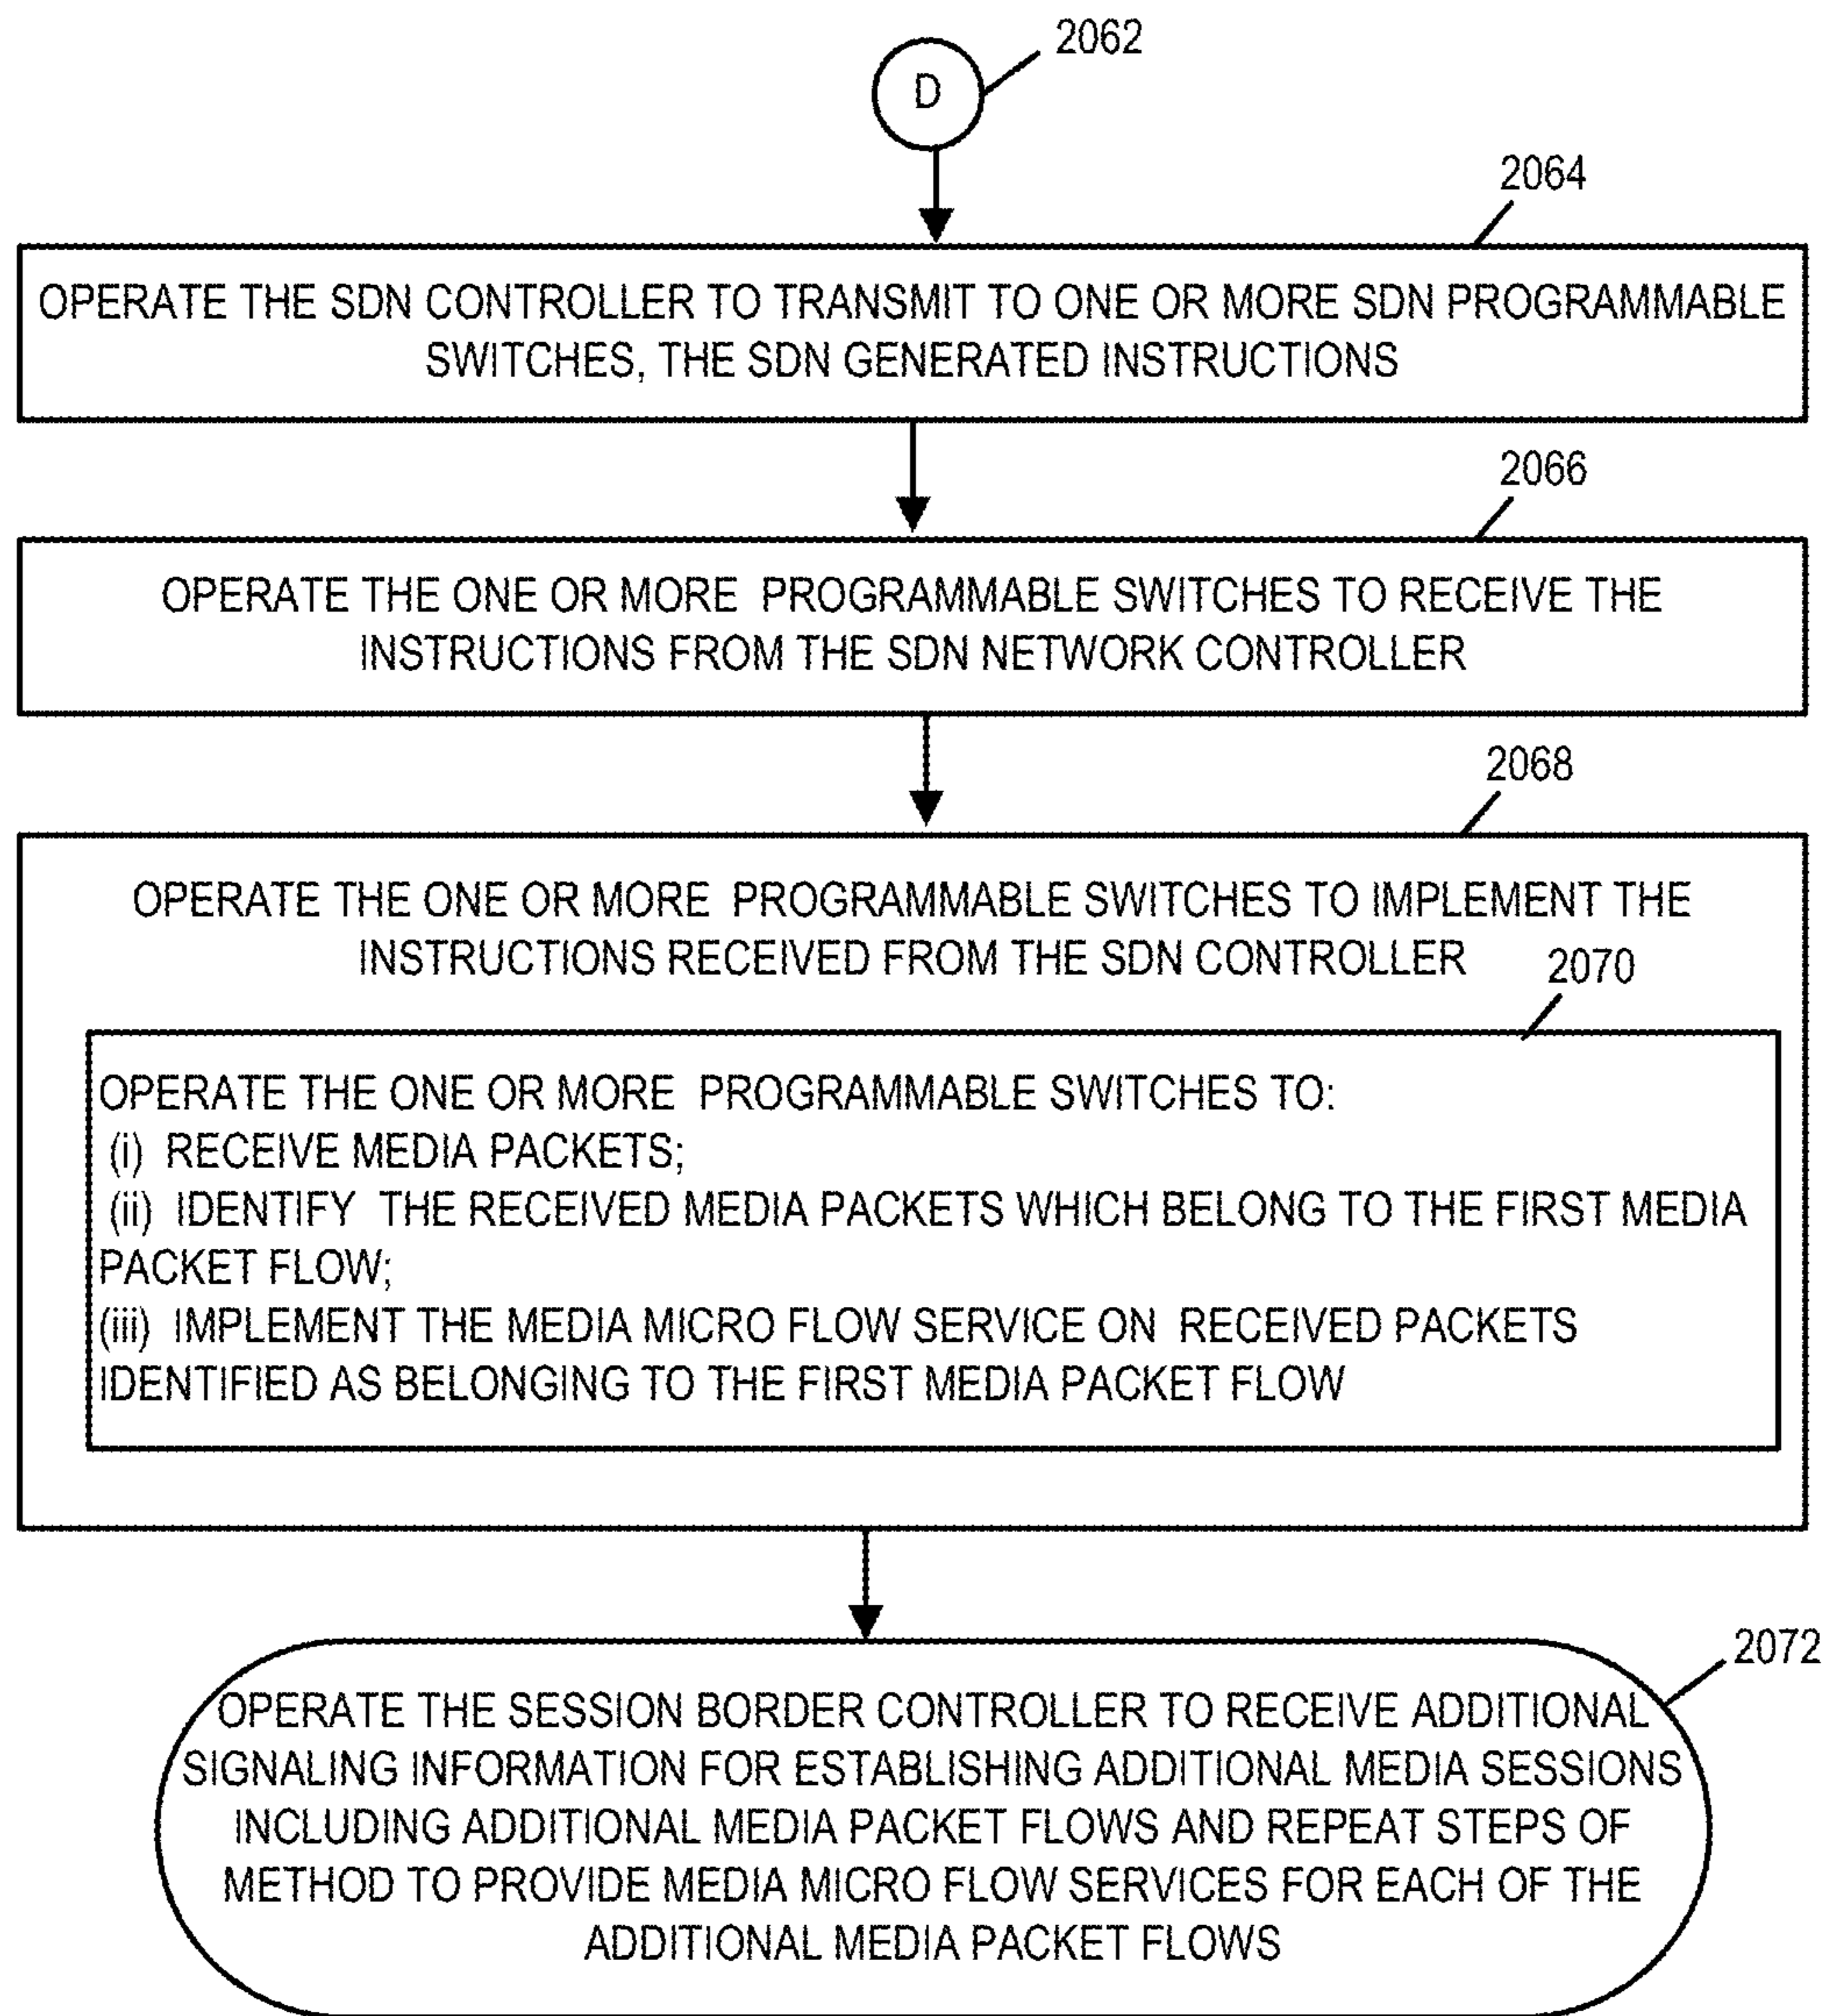 2062
D
2064
OPERATE THE SDN CONTROLLER TO TRANSMIT TO ONE OR MORE SDN PROGRAMMABLE
SWITCHES, THE SDN GENERATED INSTRUCTIONS
2066
OPERATE THE ONE OR MORE PROGRAMMABLE SWITCHES TO RECEIVE THE
INSTRUCTIONS FROM THE SDN NETWORK CONTROLLER
2068
OPERATE THE ONE OR MORE PROGRAMMABLE SWITCHES TO IMPLEMENT THE
INSTRUCTIONS RECEIVED FROM THE SDN CONTROLLER
2070
OPERATE THE ONE OR MORE PROGRAMMABLE SWITCHES TO:
(i) RECEIVE MEDIA PACKETS;
(ii) IDENTIFY THE RECEIVED MEDIA PACKETS WHICH BELONG TO THE FIRST MEDIA
PACKET FLOW;
(iii) IMPLEMENT THE MEDIA MICRO FLOW SERVICE ON RECEIVED PACKETS
IDENTIFIED AS BELONGING TO THE FIRST MEDIA PACKET FLOW
2072
OPERATE THE SESSION BORDER CONTROLLER TO RECEIVE ADDITIONAL
SIGNALING INFORMATION FOR ESTABLISHING ADDITIONAL MEDIA SESSIONS
INCLUDING ADDITIONAL MEDIA PACKET FLOWS AND REPEAT STEPS OF
METHOD TO PROVIDE MEDIA MICRO FLOW SERVICES FOR EACH OF THE
ADDITIONAL MEDIA PACKET FLOWS